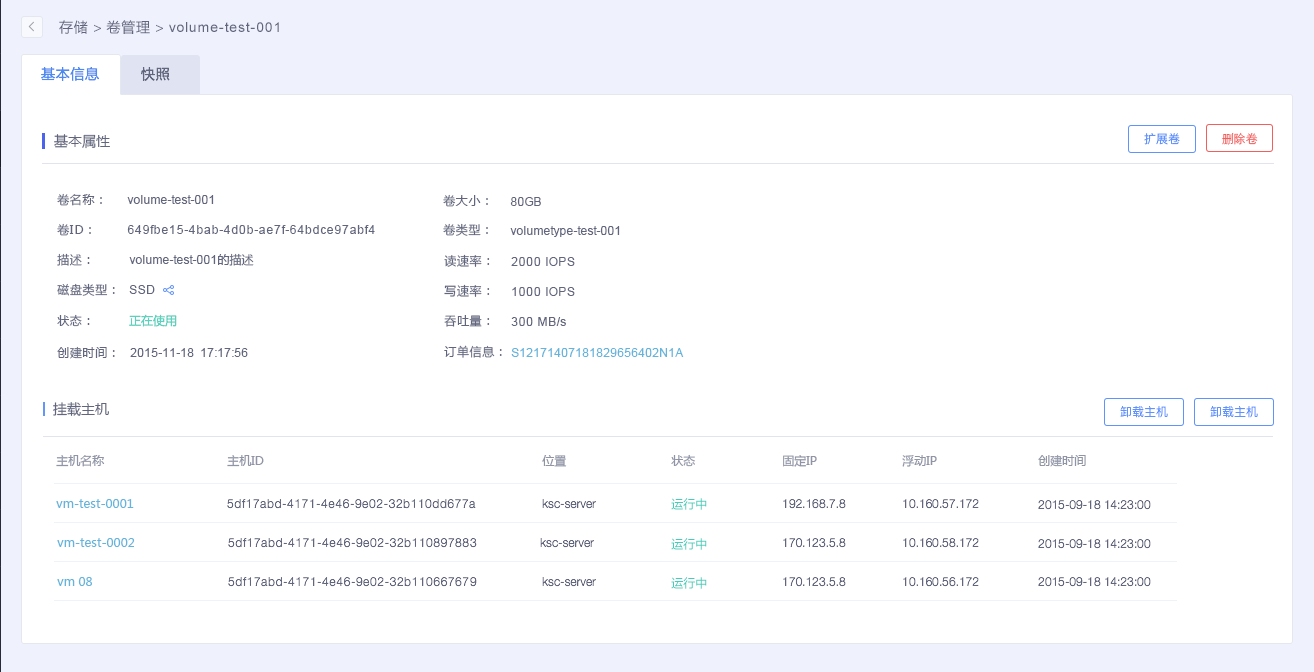 存储 > 卷管理 > volume-test-001
基本信息 快照
基本属性 扩展卷 删除卷
卷名称： volume-test-001 卷大小： 80GB
卷ID： 649fbe15-4bab-4d0b-ae7f-64bdce97abf4 卷类型： volumetype-test-001
描述： volume-test-001的描述 读速率： 2000 IOPS
磁盘类型： SSD 写速率： 1000 IOPS
状态： 正在使用 吞吐量： 300 MB/s
创建时间： 2015-11-18 17:17:56 订单信息： S12171407181829656402N1A
挂载主机 卸载主机 卸载主机
主机名称 主机ID 位置 状态 固定IP 浮动IP 创建时间
vm-test-0001 5df17abd-4171-4e46-9e02-32b110dd677a ksc-server 运行中 192.168.7.8 10.160.57.172 2015-09-18 14:23:00
vm-test-0002 5df17abd-4171-4e46-9e02-32b110897883 ksc-server 运行中 170.123.5.8 10.160.58.172 2015-09-18 14:23:00
vm 08 5df17abd-4171-4e46-9e02-32b110667679 ksc-server 运行中 170.123.5.8 10.160.56.172 2015-09-18 14:23:00